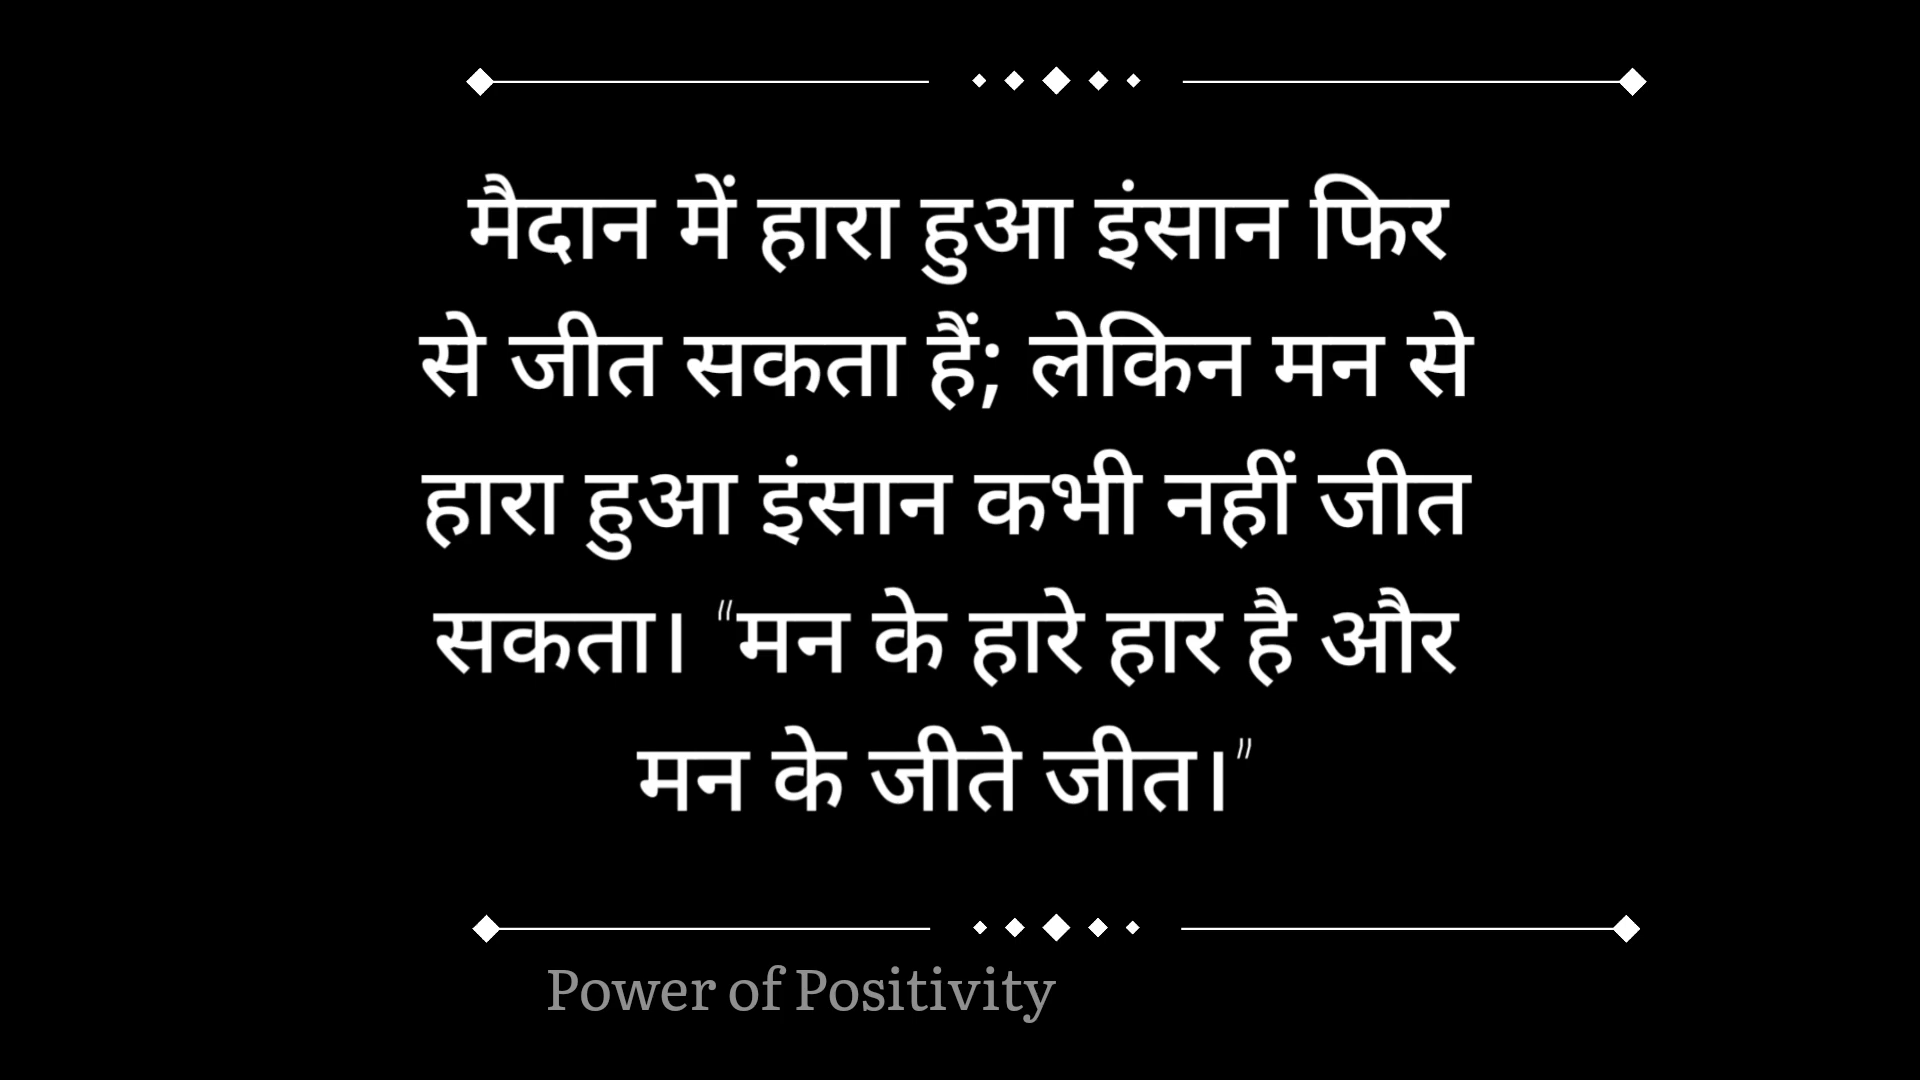 मैदान में हारा हुआ इंसान फिर
से जीत सकता हैं; लेकिन मन से
हारा हुआ इंसान कभी नहीं जीत
सकता। "मन के हारे हार है और
मन के जीते जीत।"
Power of Positivity